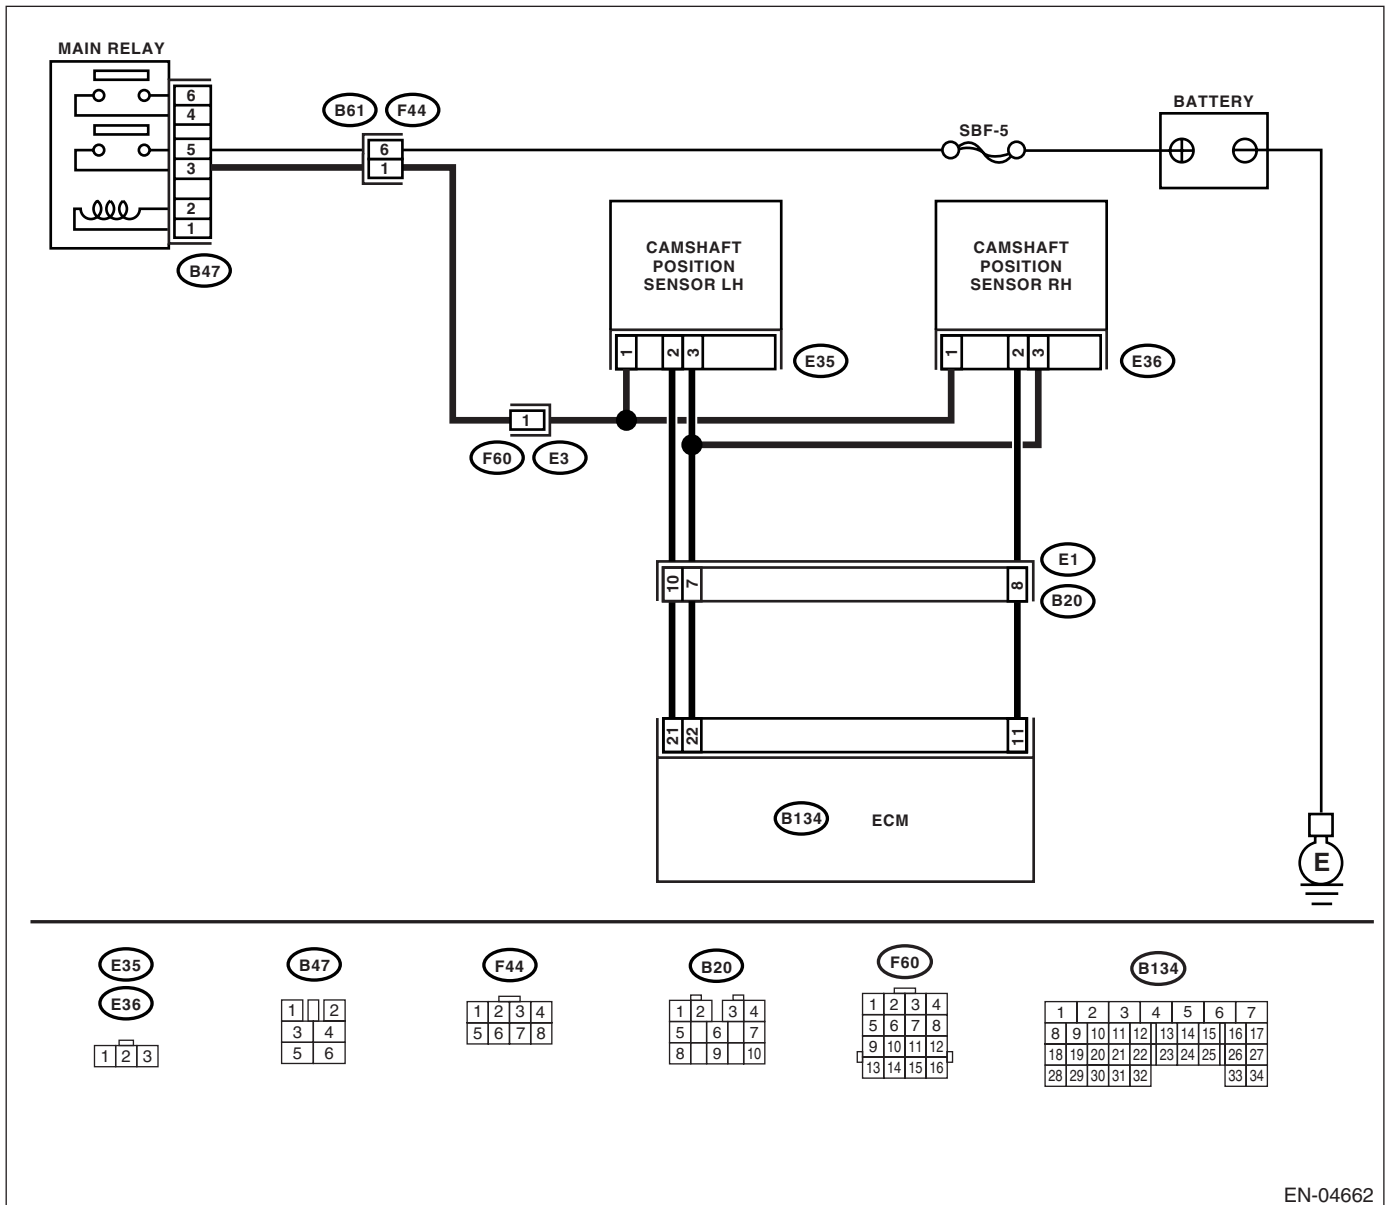 MAIN RELAY
6
4
5
3
2
1
B47
B61 F44
6
1
SBF-5
BATTERY
CAMSHAFT
POSITION
SENSOR LH
1 2 3
E35
CAMSHAFT
POSITION
SENSOR RH
1 2 3
E36
1
F60 E3
E1
10 7 8
B20
21 22 11
B134 ECM
E
E35
E36
1 2 3
B47
1 2
3 4
5 6
F44
1 2 3 4
5 6 7 8
B20
1 2 3 4
5 6 7
8 9 10
F60
1 2 3 4
5 6 7 8
9 10 11 12
13 14 15 16
B134
1 2 3 4 5 6 7
8 9 10 11 12 13 14 15 16 17
18 19 20 21 22 23 24 25 26 27
28 29 30 31 32 33 34
EN-04662